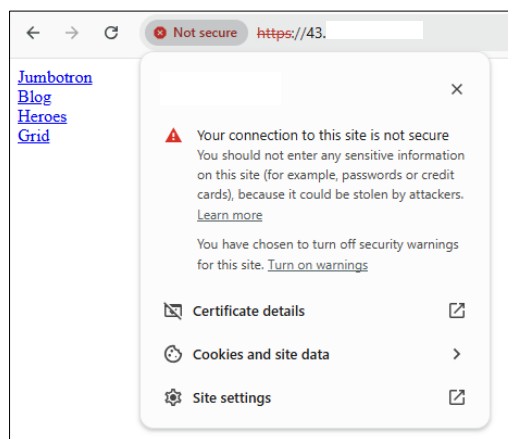 Not secure https://43.
Jumbotron
Blog
Heroes
Grid
Your connection to this site is not secure
You should not enter any sensitive information
on this site (for example, passwords or credit
cards), because it could be stolen by attackers.
Learn more
You have chosen to turn off security warnings
for this site. Turn on warnings
Certificate details
Cookies and site data
Site settings